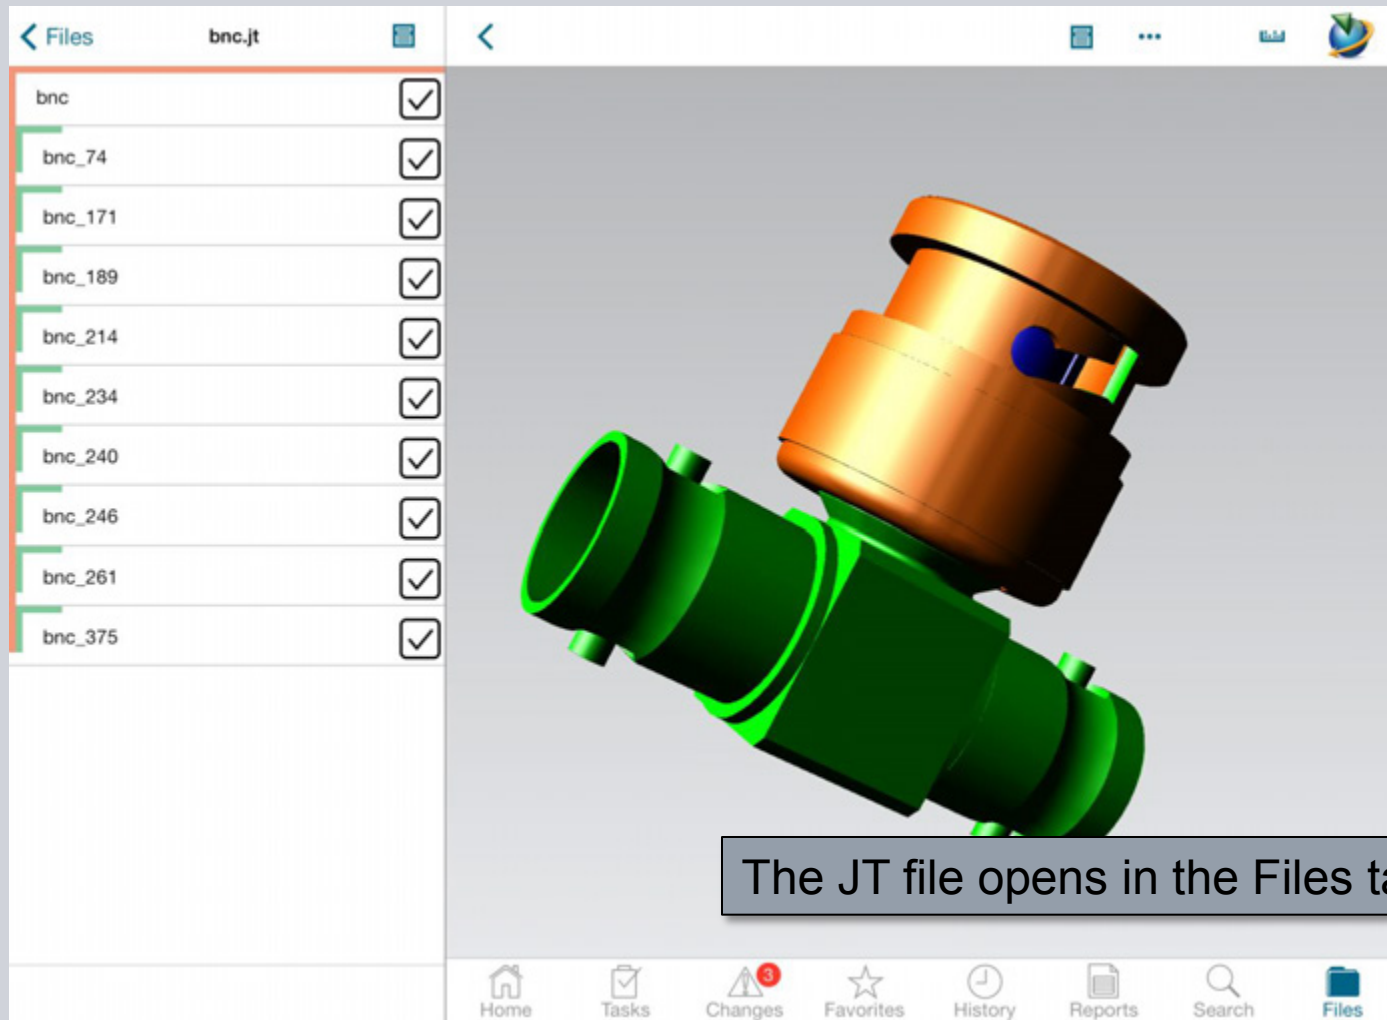 Files
bnc.jt
bnc
bnc_74
bnc_171
bnc_189
bnc_214
bnc_234
bnc_240
bnc_246
bnc_261
bnc_375
The JT file opens in the Files ta
3
Home
Tasks
Changes
Favorites
History
Reports
Search
Files